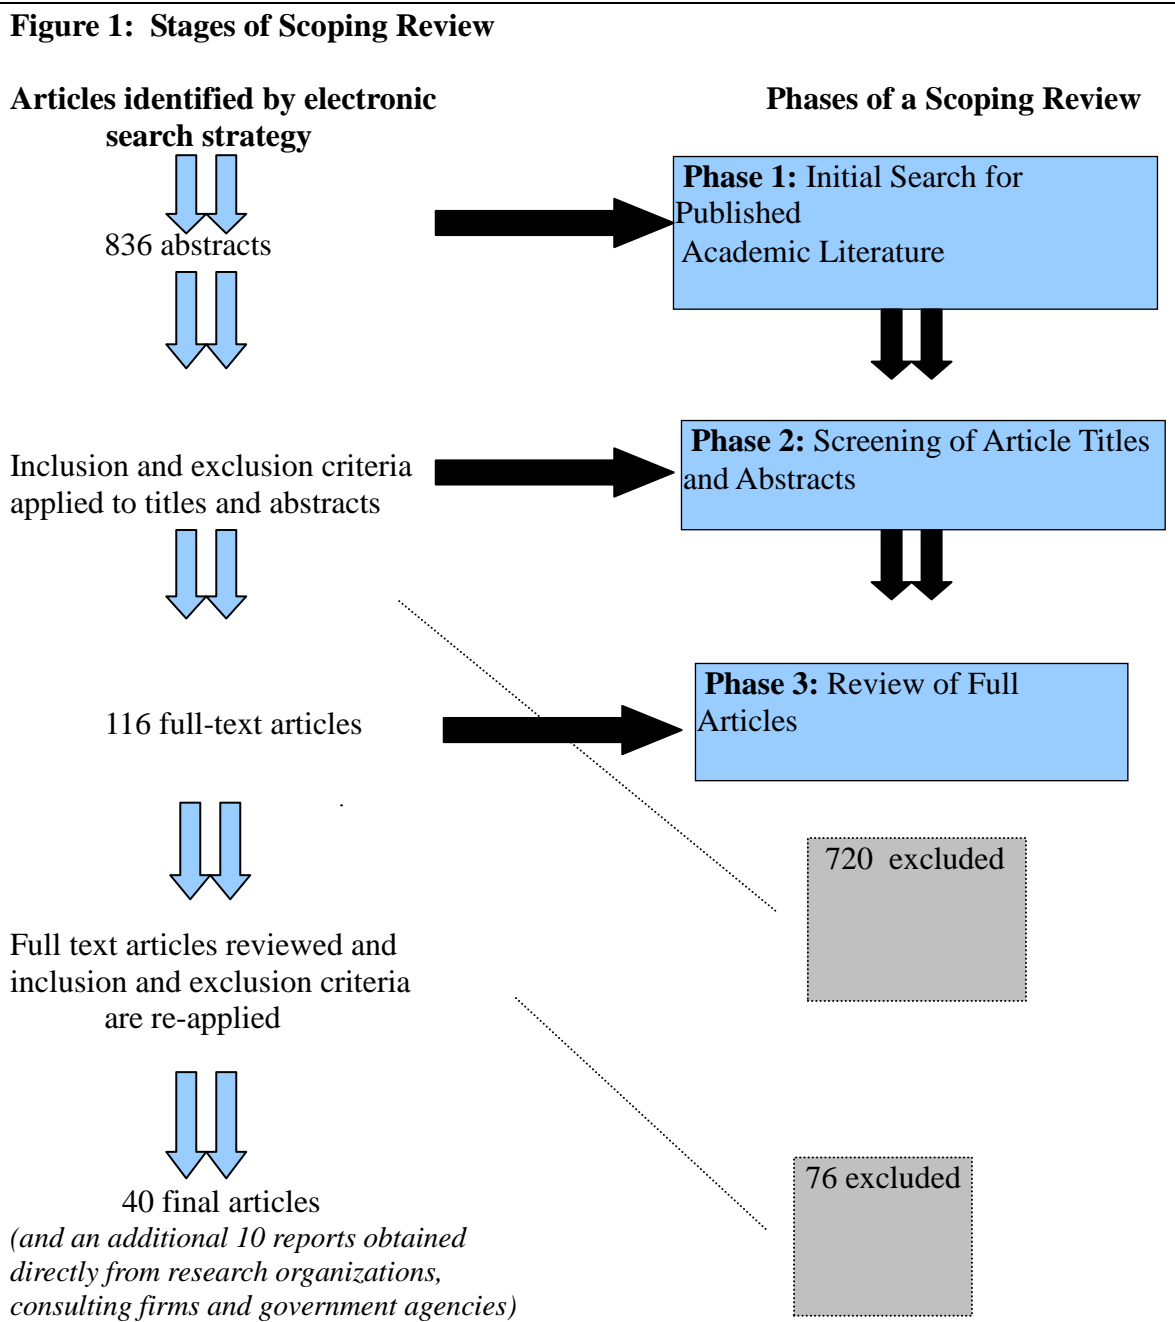 Figure 1: Stages of Scoping Review
Articles identified by electronic
search strategy
Phases of a Scoping Review
836 abstracts
Phase 1: Initial Search for
Published
Academic Literature
Inclusion and exclusion criteria
applied to titles and abstracts
Phase 2: Screening of Article Titles
and Abstracts
116 full-text articles
Phase 3: Review of Full
Articles
720 excluded
Full text articles reviewed and
inclusion and exclusion criteria
are re-applied
76 excluded
40 final articles
(and an additional 10 reports obtained
directly from research organizations,
consulting firms and government agencies)